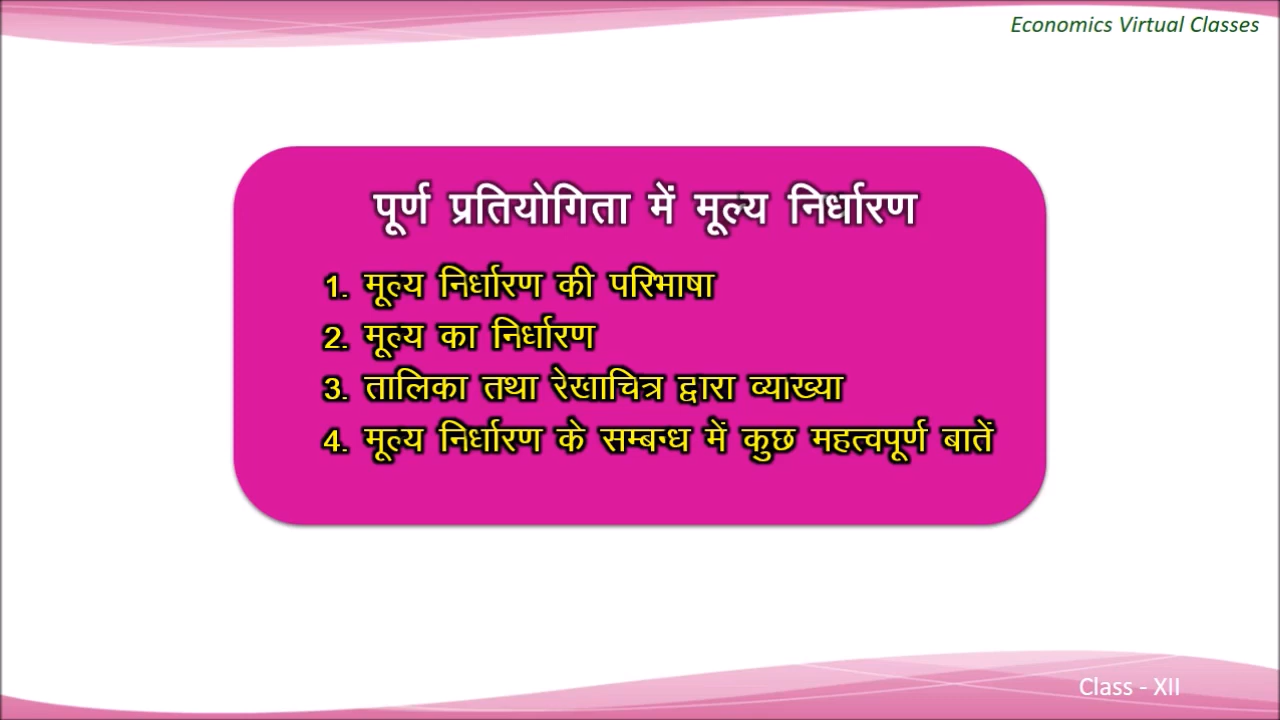 Economics Virtual Classes
पूर्ण प्रतियोगिता में मूल्य निर्धारण
1. मूल्य निर्धारण की परिभाषा
2. मूल्य का निर्धारण
3. तालिका तथा रेखाचित्र द्वारा व्याख्या
4. मूल्य निर्धारण के सम्बन्ध में कुछ महत्वपूर्ण बातें
Class - XII